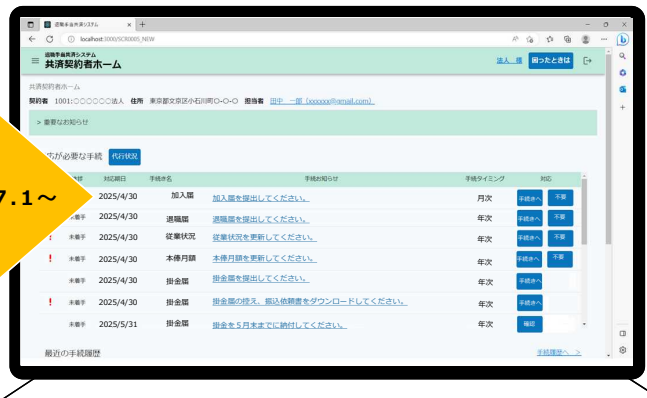 退職手当共済システム
localhost:3000/SCR0005_NEW
退職手当共済システム
共済契約者ホーム
法人 様 困ったときは
共済契約者ホーム
契約者 1001:○○○○○○法人 住所 東京都文京区小石川町○-○-○ 担当者 田中 一郎 (xxxxxx@gmail.com)
> 重要なお知らせ
が必要な手続 代行状況
対応期日 手続き名 手続お知らせ 手続タイミング 対応
7.1～
2025/4/30 加入届 加入届を提出してください。 月次 手続きへ 不要
未着手 2025/4/30 退職届 退職届を提出してください。 年次 手続きへ 不要
! 未着手 2025/4/30 従業状況 従業状況を更新してください。 年次 手続きへ 不要
! 未着手 2025/4/30 本俸月額 本俸月額を更新してください。 年次 手続きへ 不要
未着手 2025/4/30 掛金届 掛金届を提出してください。 年次 手続きへ
! 未着手 2025/4/30 掛金届 掛金届の控え、振込依頼書をダウンロードしてください。 年次 手続きへ
未着手 2025/5/31 掛金届 掛金を５月末までに納付してください。 年次 確認
最近の手続履歴 手続履歴へ >